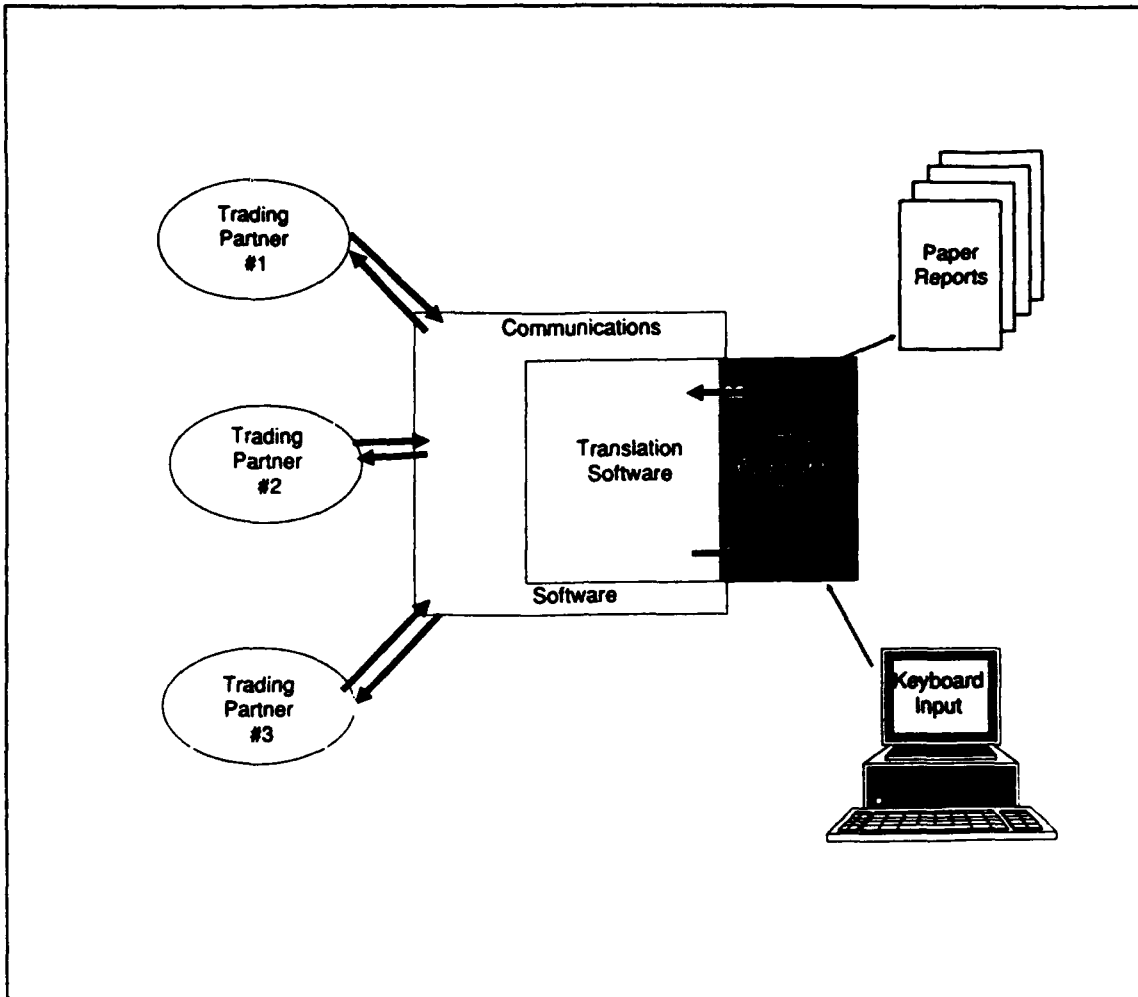 Trading
Partner
#1
Paper
Reports
Communications
Trading
Partner
#2
Translation
Software
Software
Trading
Partner
#3
Keyboard
Input